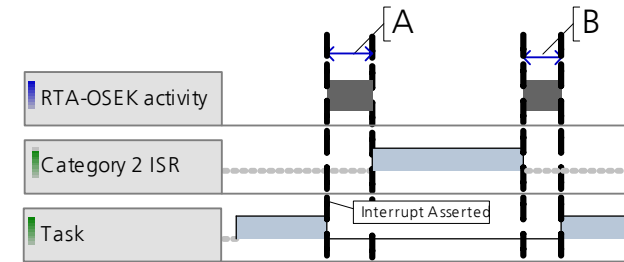 A
B
RTA-OSEK activity
Category 2 ISR
Interrupt Asserted
Task